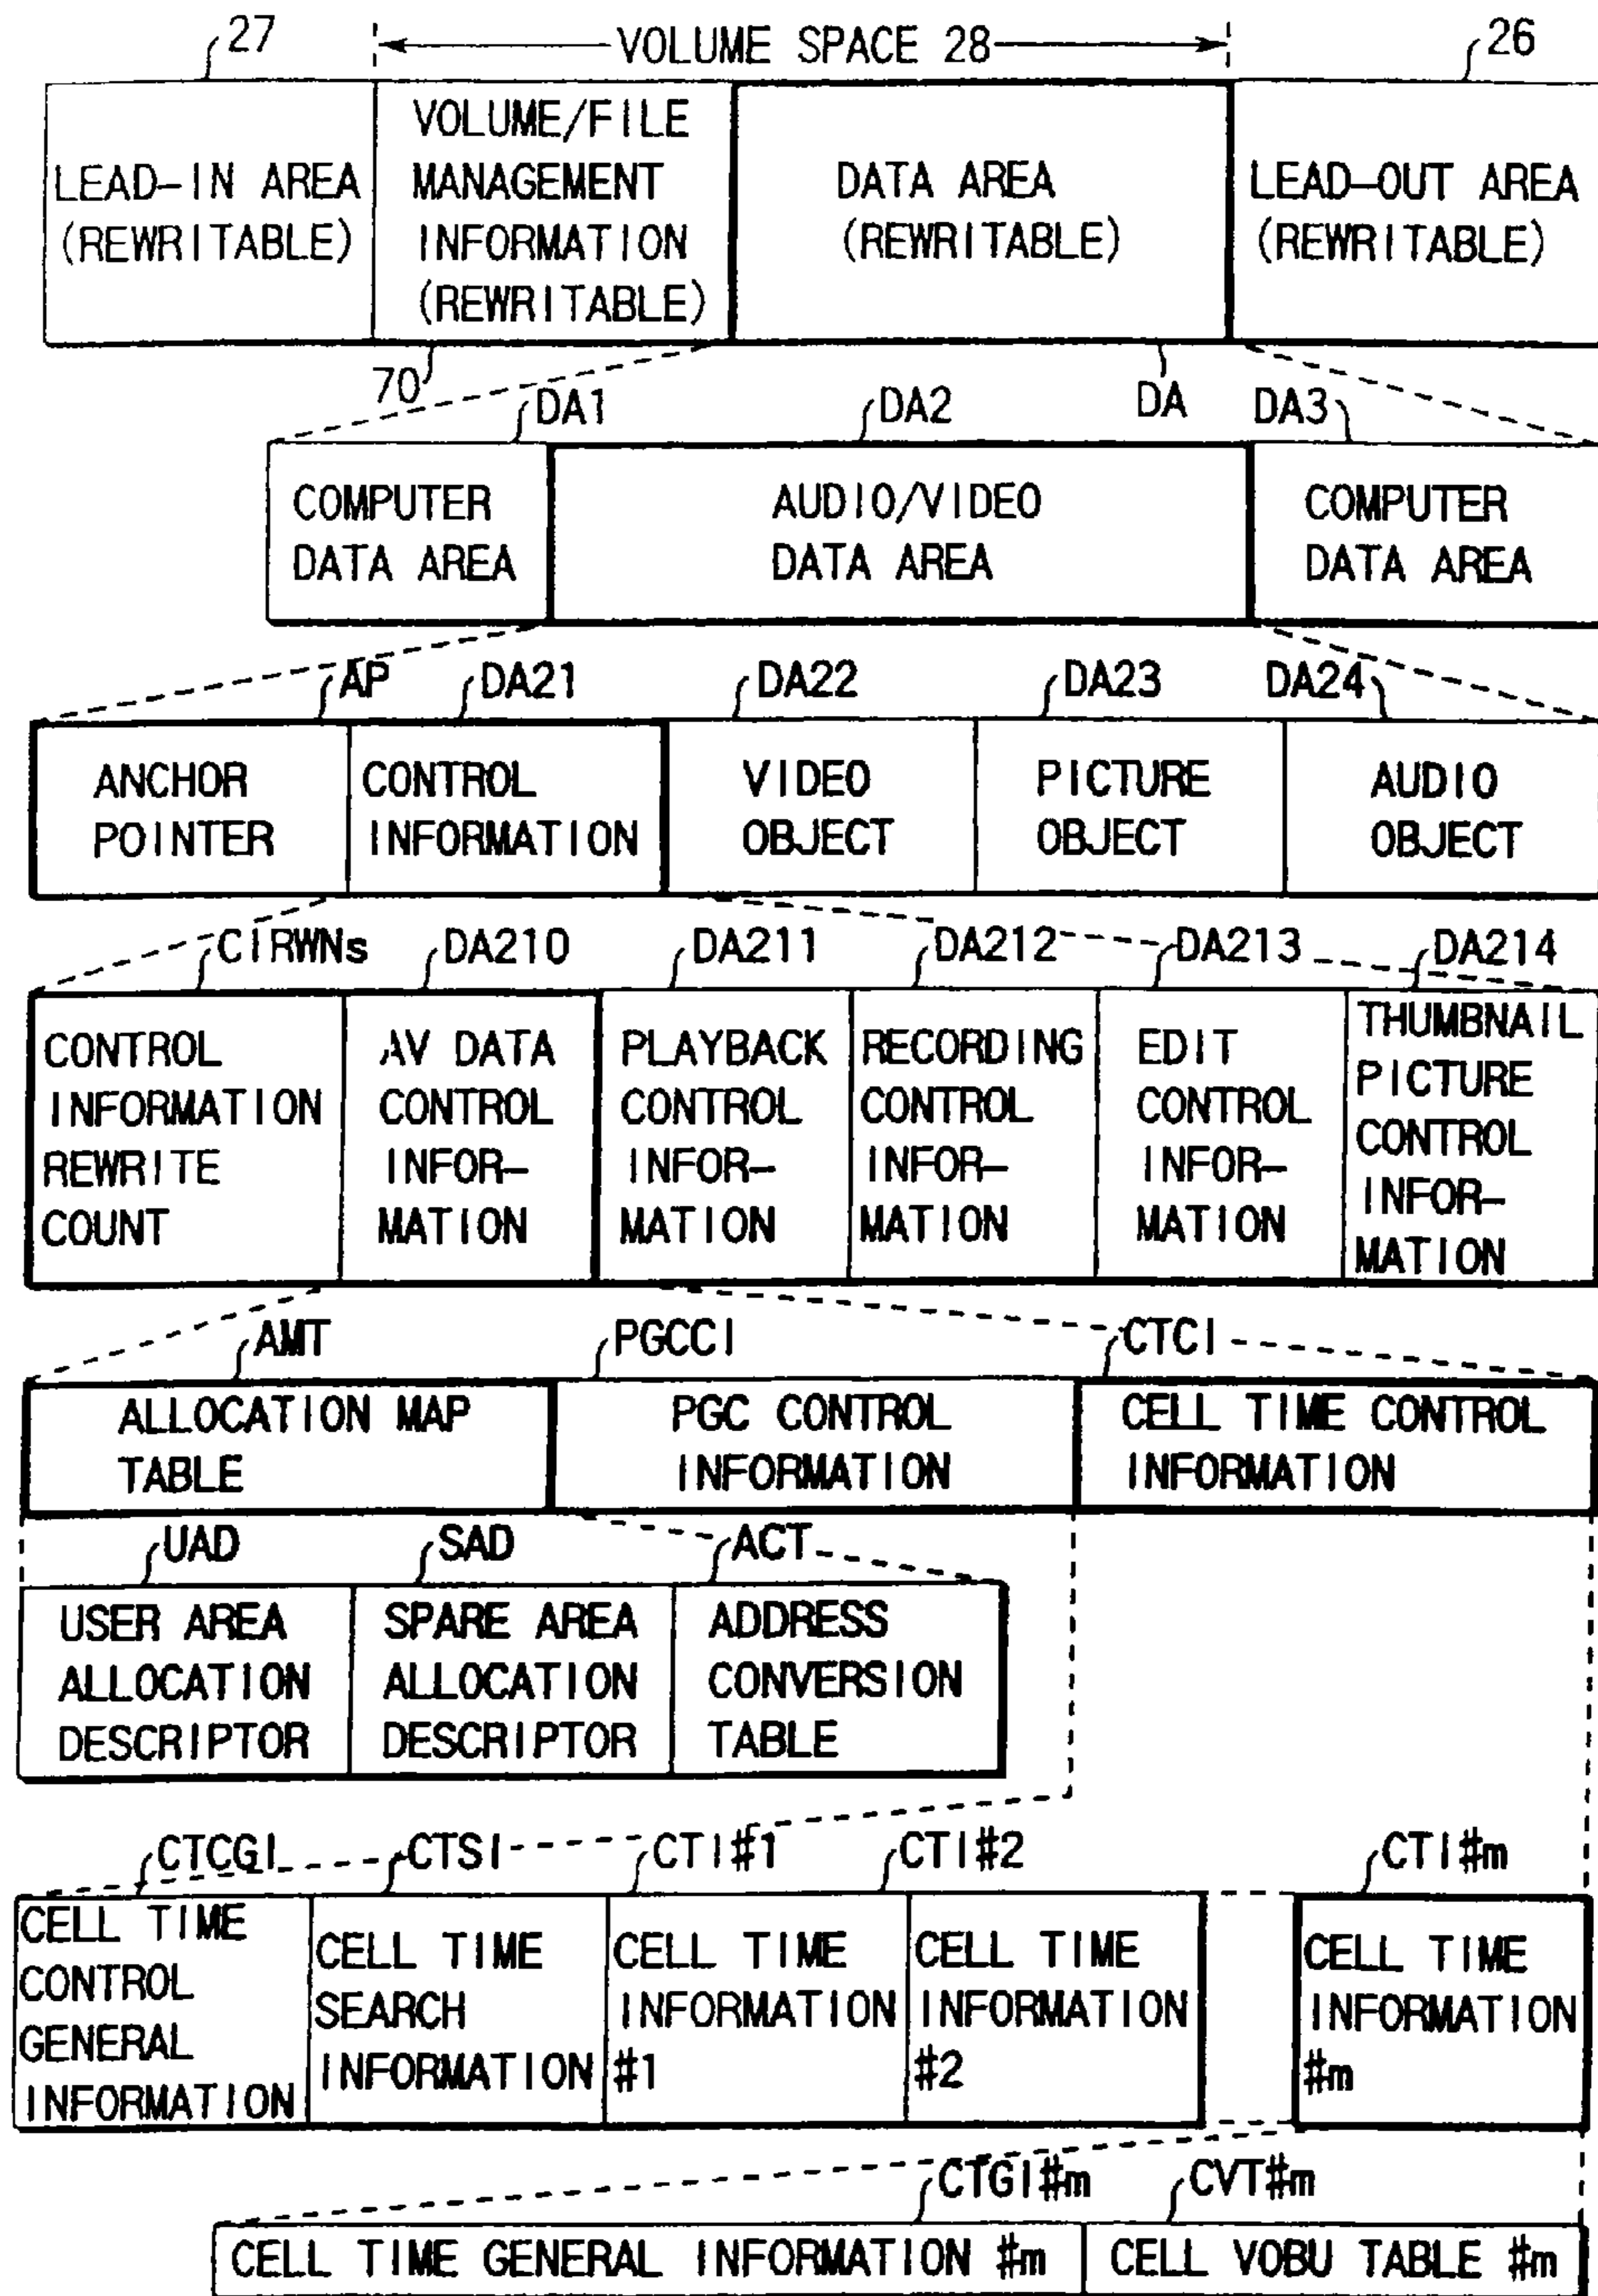 27
VOLUME SPACE 28
26
LEAD-IN AREA
(REWRITABLE)
VOLUME/FILE
MANAGEMENT
INFORMATION
(REWRITABLE)
DATA AREA
(REWRITABLE)
LEAD-OUT AREA
(REWRITABLE)
70
DA
DA1
DA2
DA3
COMPUTER
DATA AREA
AUDIO/VIDEO
DATA AREA
COMPUTER
DATA AREA
AP
DA21
DA22
DA23
DA24
ANCHOR
POINTER
CONTROL
INFORMATION
VIDEO
OBJECT
PICTURE
OBJECT
AUDIO
OBJECT
CIRWNs
DA210
DA211
DA212
DA213
DA214
CONTROL
INFORMATION
REWRITE
COUNT
AV DATA
CONTROL
INFOR-
MATION
PLAYBACK
CONTROL
INFOR-
MATION
RECORDING
CONTROL
INFOR-
MATION
EDIT
CONTROL
INFOR-
MATION
THUMBNAIL
PICTURE
CONTROL
INFOR-
MATION
AMT
PGCCI
CTCI
ALLOCATION MAP
TABLE
PGC CONTROL
INFORMATION
CELL TIME CONTROL
INFORMATION
UAD
SAD
ACT
USER AREA
ALLOCATION
DESCRIPTOR
SPARE AREA
ALLOCATION
DESCRIPTOR
ADDRESS
CONVERSION
TABLE
CTCGI
CTSI
CTI#1
CTI#2
CTI#m
CELL TIME
CONTROL
GENERAL
INFORMATION
CELL TIME
SEARCH
INFORMATION
CELL TIME
INFORMATION
#1
CELL TIME
INFORMATION
#2
CELL TIME
INFORMATION
#m
CTGI#m
CVT#m
CELL TIME GENERAL INFORMATION #m
CELL VOBU TABLE #m